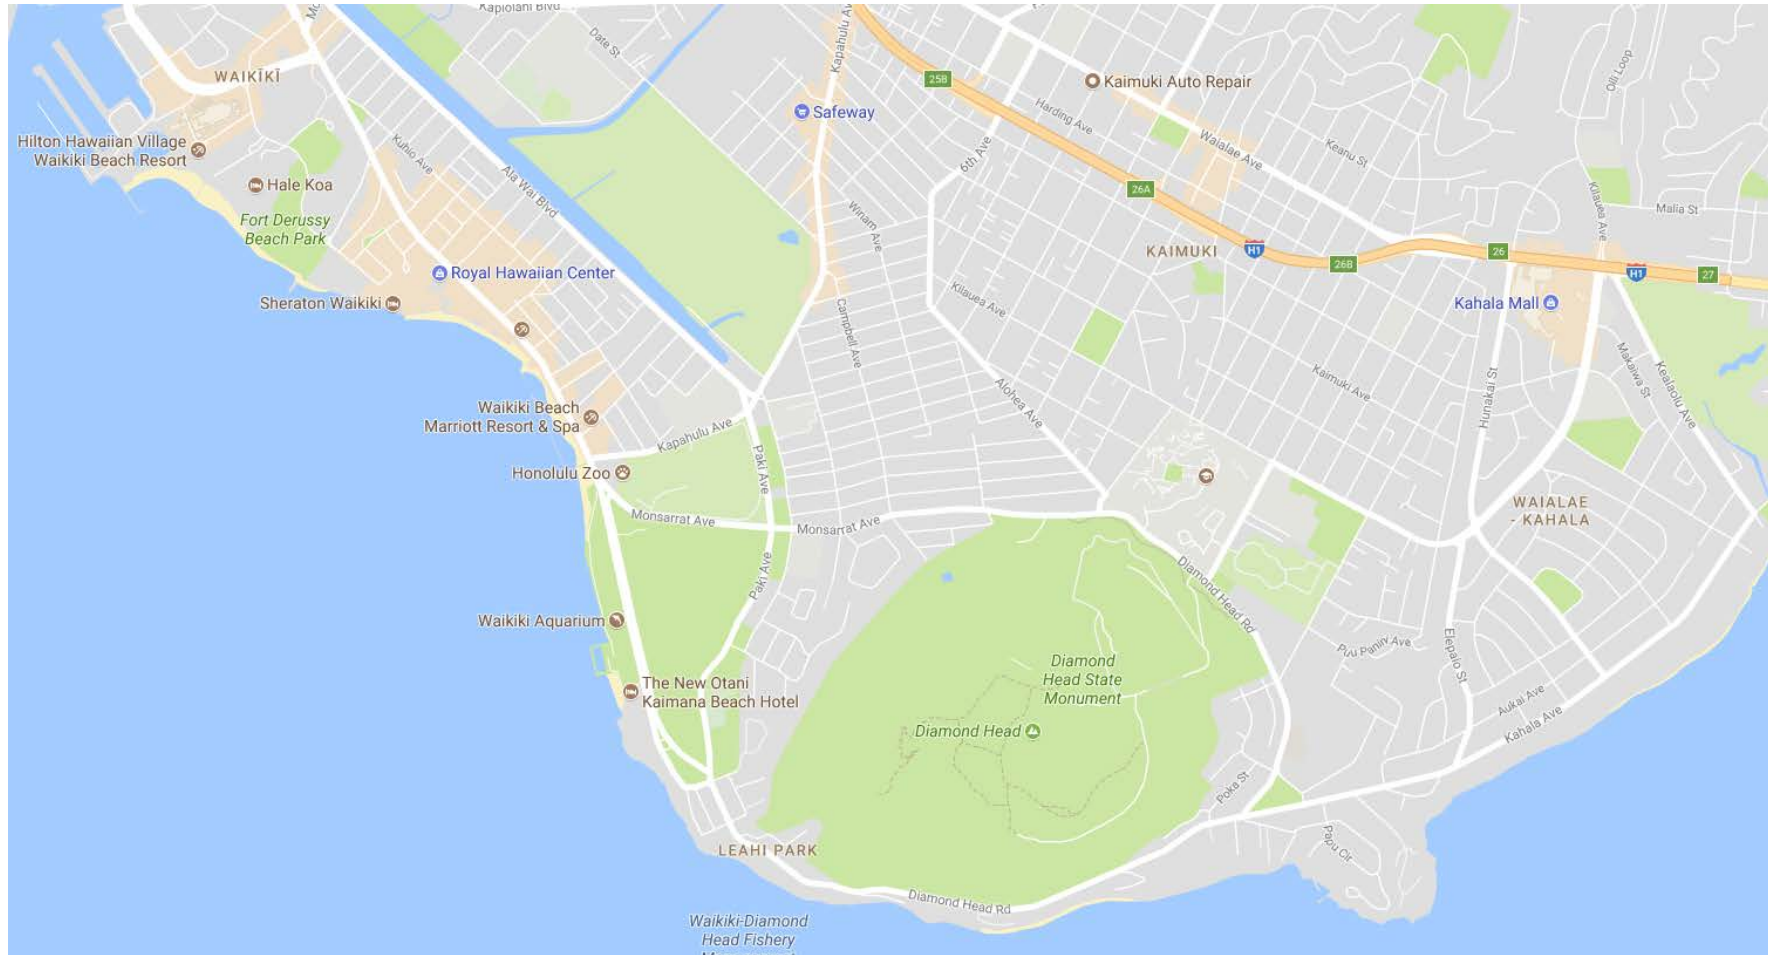 Kapiolani Blvd
Date St
Kapahulu Av
Olli Loop
WAIKĪKĪ
25B
Kaimuki Auto Repair
Safeway
Harding Ave
Waialae Ave
Keanu St
Hilton Hawaiian Village
Waikiki Beach Resort
Kuhio Ave
6th Ave
Ala Wai Blvd
Hale Koa
26A
Kilauea Ave
Malia St
Fort Derussy
Beach Park
Winam Ave
KAIMUKI
H1
26B
26
H1
27
Royal Hawaiian Center
Sheraton Waikiki
Kilauea Ave
Campbell Ave
Kahala Mall
Makaiwa St
Kealaolu Ave
Alohea Ave
Kaimuki Ave
Hunakai St
Waikiki Beach
Marriott Resort & Spa
Kapahulu Ave
Paki Ave
Honolulu Zoo
Monsarrat Ave
Monsarrat Ave
WAIALAE
- KAHALA
Paki Ave
Diamond Head Rd
Waikiki Aquarium
Puu Panini Ave
Elepaio St
The New Otani
Kaimana Beach Hotel
Diamond
Head State
Monument
Diamond Head
Aukai Ave
Kahala Ave
Poka St
Papu Cir
LEAHI PARK
Diamond Head Rd
Waikiki-Diamond
Head Fishery